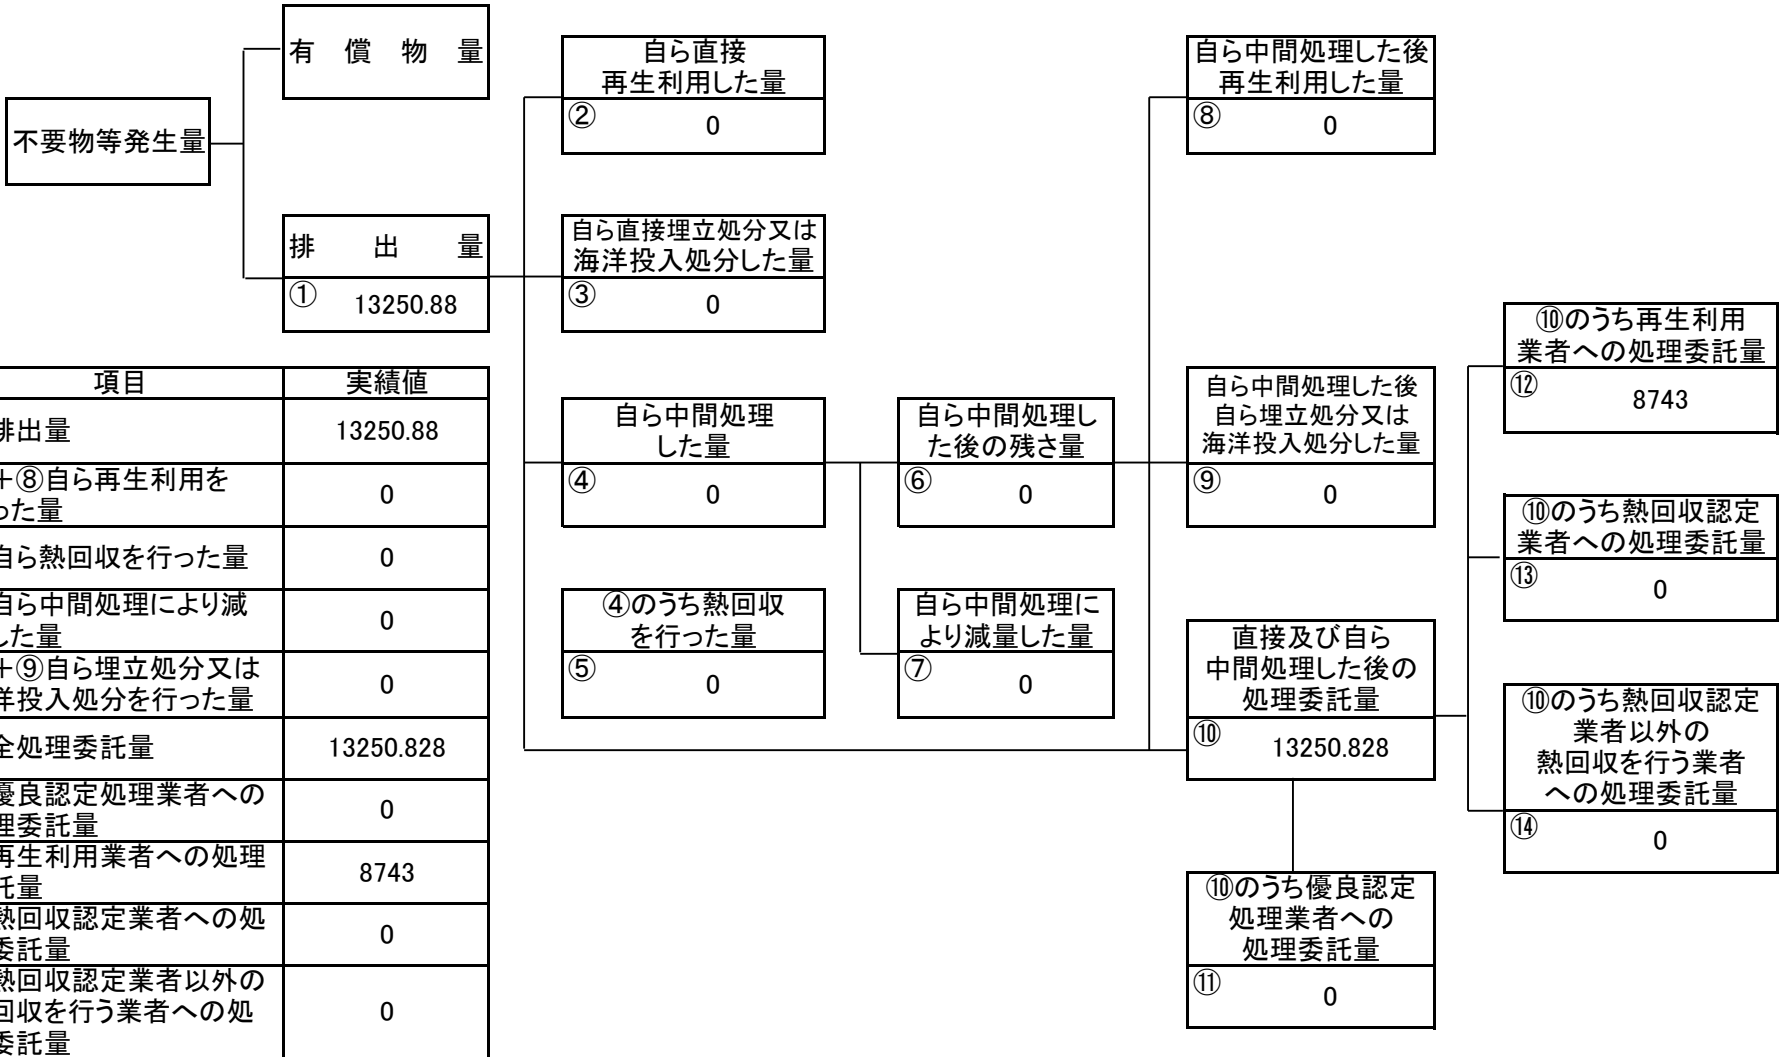 有償物量
不要物等発生量
排出量
①
13250.88
自ら直接
再生利用した量
②
0
自ら直接埋立処分又は
海洋投入処分した量
③
0
自ら中間処理
した量
④
0
④のうち熱回収
を行った量
⑤
0
自ら中間処理し
た後の残さ量
⑥
0
自ら中間処理に
より減量した量
⑦
0
自ら中間処理した後
再生利用した量
⑧
0
自ら中間処理した後
自ら埋立処分又は
海洋投入処分した量
⑨
0
直接及び自ら
中間処理した後の
処理委託量
⑩
13250.828
⑩のうち優良認定
処理業者への
処理委託量
⑪
0
⑩のうち再生利用
業者への処理委託量
⑫
8743
⑩のうち熱回収認定
業者への処理委託量
⑬
0
⑩のうち熱回収認定
業者以外の
熱回収を行う業者
への処理委託量
⑭
0
項目
実績値
排出量
13250.88
+⑧自ら再生利用を
った量
0
自ら熱回収を行った量
0
自ら中間処理により減
した量
0
+⑨自ら埋立処分又は
洋投入処分を行った量
0
全処理委託量
13250.828
優良認定処理業者への
理委託量
0
再生利用業者への処理
託量
8743
熱回収認定業者への処
委託量
0
熱回収認定業者以外の
回収を行う業者への処
委託量
0